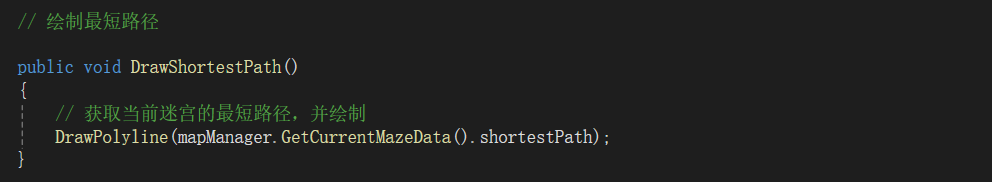 // 绘制最短路径
public void DrawShortestPath()
{
// 获取当前迷宫的最短路径，并绘制
DrawPolyline(mapManager.GetCurrentMazeData().shortestPath);
}